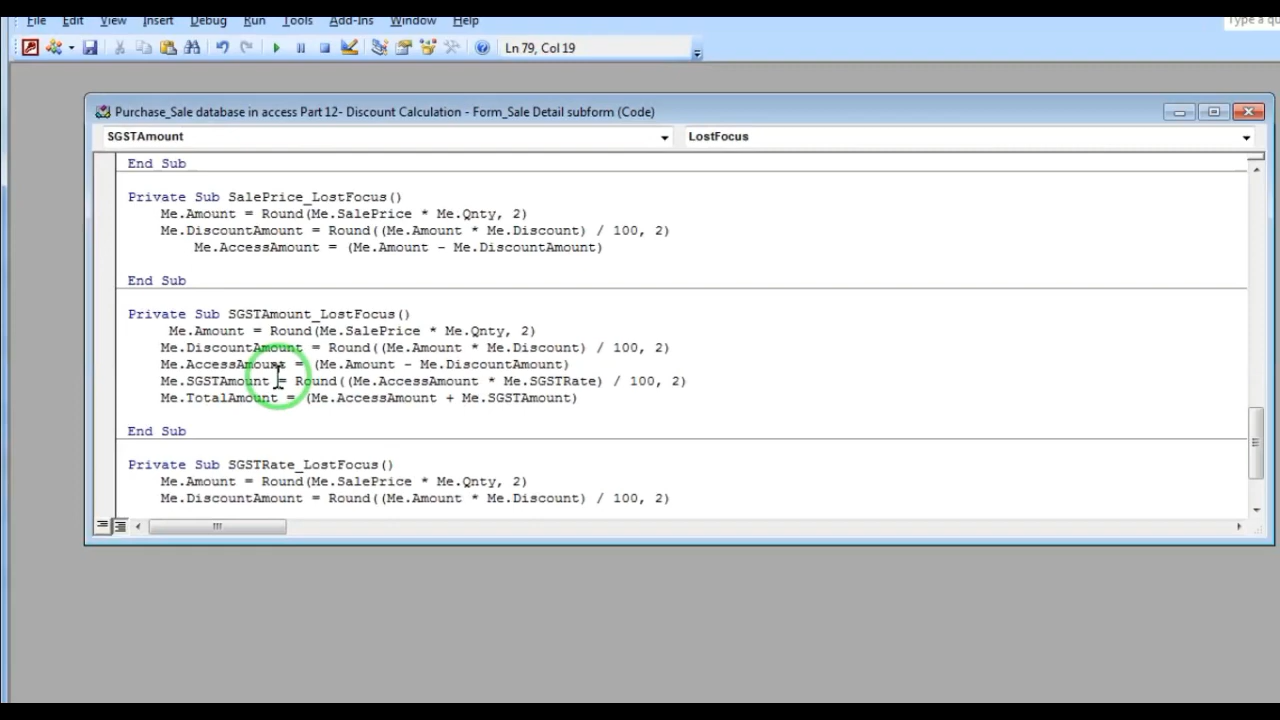 File Edit View Insert Debug Run Tools Add-Ins Window Help
Type a qu
Ln 79, Col 19
Purchase_Sale database in access Part 12- Discount Calculation - Form_Sale Detail subform (Code)
SGSTAmount LostFocus
End Sub
Private Sub SalePrice_LostFocus()
Me.Amount = Round(Me.SalePrice * Me.Qnty, 2)
Me.DiscountAmount = Round((Me.Amount * Me.Discount) / 100, 2)
Me.AccessAmount = (Me.Amount - Me.DiscountAmount)
End Sub
Private Sub SGSTAmount_LostFocus()
Me.Amount = Round(Me.SalePrice * Me.Qnty, 2)
Me.DiscountAmount = Round((Me.Amount * Me.Discount) / 100, 2)
Me.AccessAmount = (Me.Amount - Me.DiscountAmount)
Me.SGSTAmount = Round((Me.AccessAmount * Me.SGSTRate) / 100, 2)
Me.TotalAmount = (Me.AccessAmount + Me.SGSTAmount)
End Sub
Private Sub SGSTRate_LostFocus()
Me.Amount = Round(Me.SalePrice * Me.Qnty, 2)
Me.DiscountAmount = Round((Me.Amount * Me.Discount) / 100, 2)